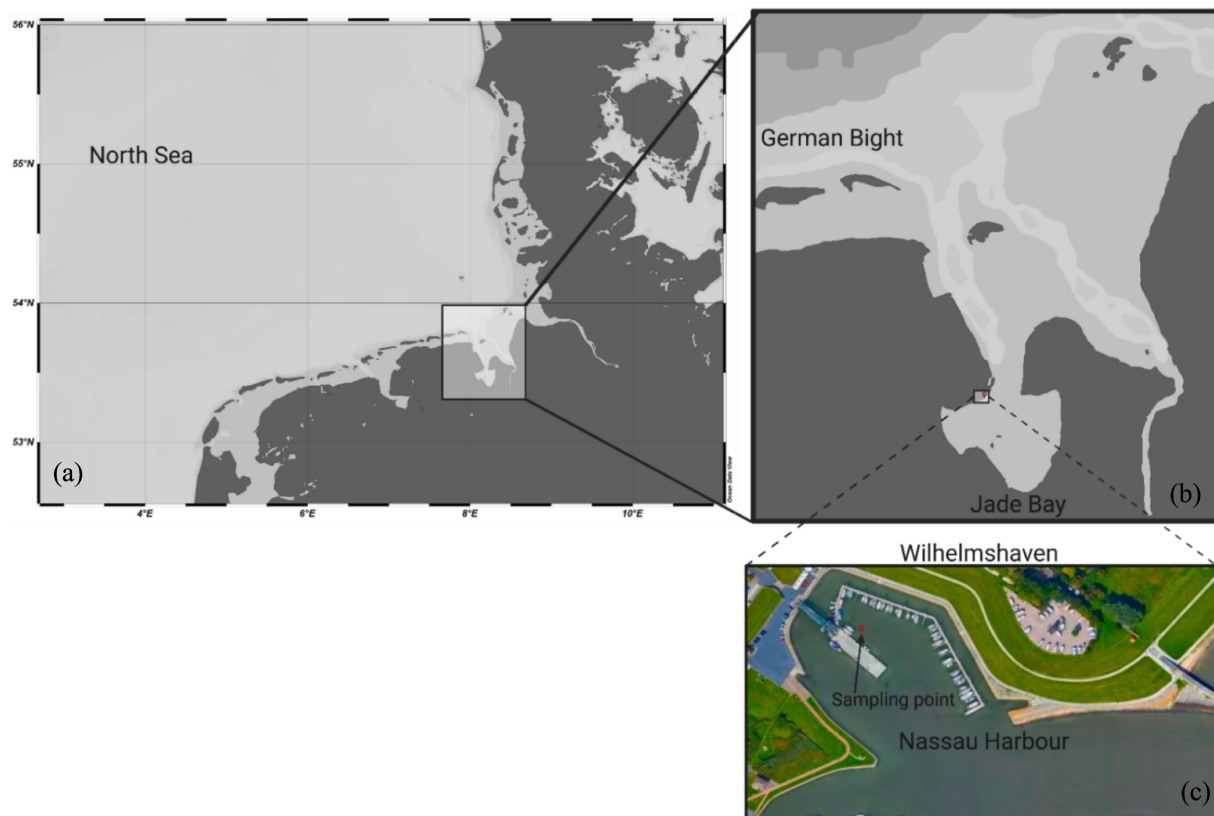 56°N
North Sea
55°N
54°N
53°N
(a)
4°E
6°E
8°E
10°E
Ocean Data View
German Bight
(b)
Jade Bay
Wilhelmshaven
Sampling point
Nassau Harbour
(c)